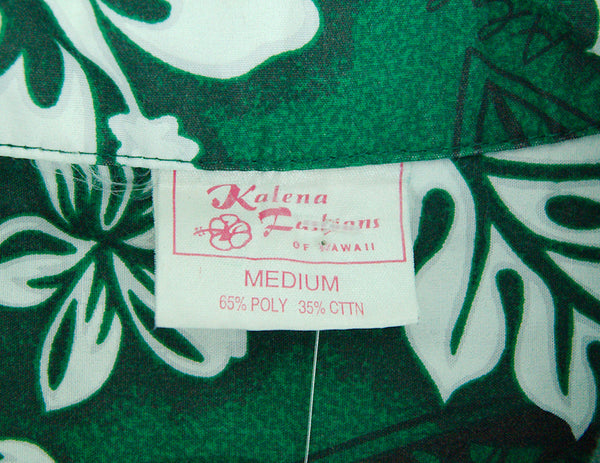 Kalena
Fashions
OF HAWAII
MEDIUM
65% POLY 35% CTTN